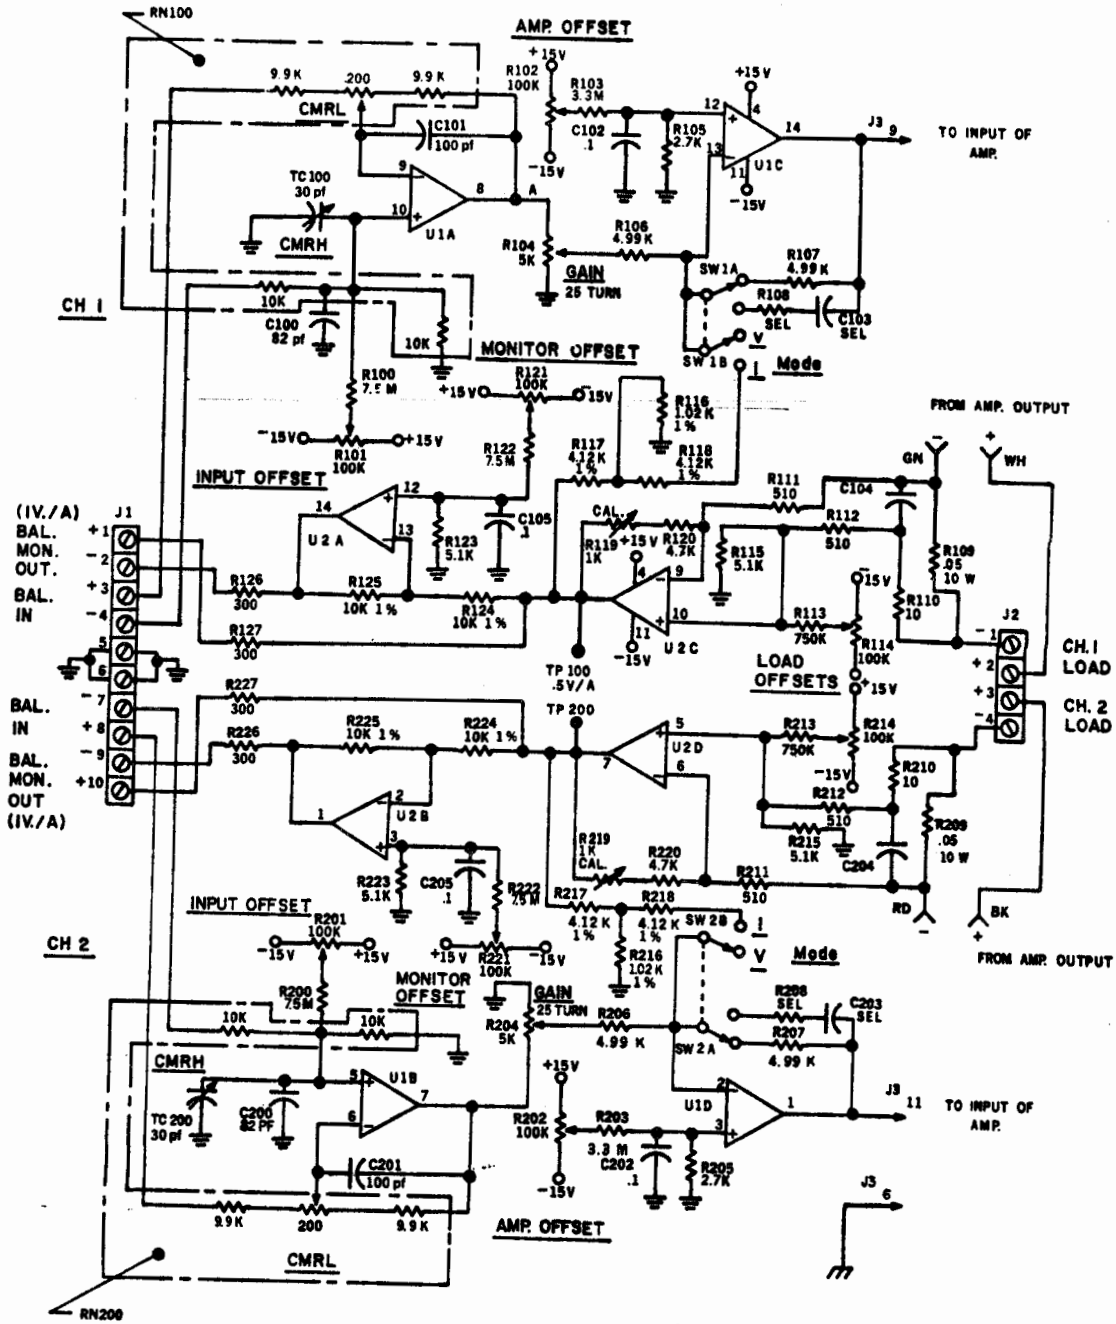 RN100
AMP. OFFSET
9.9 K
.200
9.9 K
CMRL
C101
100 pf
+15V
R102
100K
R103
3.3M
C102
.1
R105
2.7K
-15V
+15V
4
12
13
14
11
U1C
-15V
J3
9
TO INPUT OF
AMP.
TC100
30 pf
9
10
8
A
U1A
CMRH
R104
5K
R106
4.99 K
GAIN
25 TURN
SW1A
R107
4.99 K
R108
SEL
C103
SEL
V
SW1B
I
Mode
CH 1
10K
C100
82 pf
10K
R100
7.5 M
-15V
+15V
R101
100K
INPUT OFFSET
MONITOR OFFSET
R121
+15V
100K
-15V
R122
7.5M
R116
1.02K
1%
R117
4.12K
1%
R118
4.12K
1%
FROM AMP. OUTPUT
-
+
GN
WH
R111
510
C104
R112
510
R109
.05
10 W
R110
10
12
14
13
U2A
R123
5.1K
C105
.1
CAL.
R119
1K
+15V
R120
4.7K
4
9
10
11
-15V
U2C
R115
5.1K
-15V
R113
750K
R114
100K
+15V
LOAD
OFFSETS
(1V./A)
BAL.
MON.
OUT.
BAL.
IN
J1
+1
-2
+3
-4
5
6
-7
+8
-9
+10
BAL.
IN
BAL.
MON.
OUT
(1V./A)
R126
300
R125
10K 1%
R124
10K 1%
R127
300
TP 100
.5V/A
TP 200
J2
-1
+2
+3
-4
CH.1
LOAD
CH. 2
LOAD
R227
300
R226
300
R225
10K 1%
R224
10K 1%
7
5
6
U2D
R213
750K
R214
100K
-15V
R212
510
R210
10
R215
5.1K
C204
R209
.05
10 W
1
2
3
U2B
R223
5.1K
C205
.1
R222
7.5M
R219
1K
CAL.
R220
4.7K
R211
510
RD
-
BK
+
FROM AMP. OUTPUT
R217
4.12K
1%
R218
4.12K
1%
R216
1.02K
1%
SW2B
I
V
Mode
CH 2
INPUT OFFSET
R201
100K
-15V
+15V
R200
7.5M
+15V
R221
100K
-15V
MONITOR
OFFSET
GAIN
25 TURN
R204
5K
R206
4.99K
SW2A
R208
SEL
C203
SEL
R207
4.99 K
10K
10K
CMRH
TC200
30 pf
C200
82 PF
5
6
7
U1B
C201
100 pf
+15V
R202
100K
-15V
R203
3.3 M
C202
.1
R205
2.7K
2
3
1
U1D
J3
11
TO INPUT OF
AMP.
J3
6
9.9 K
200
9.9 K
CMRL
AMP. OFFSET
RN200